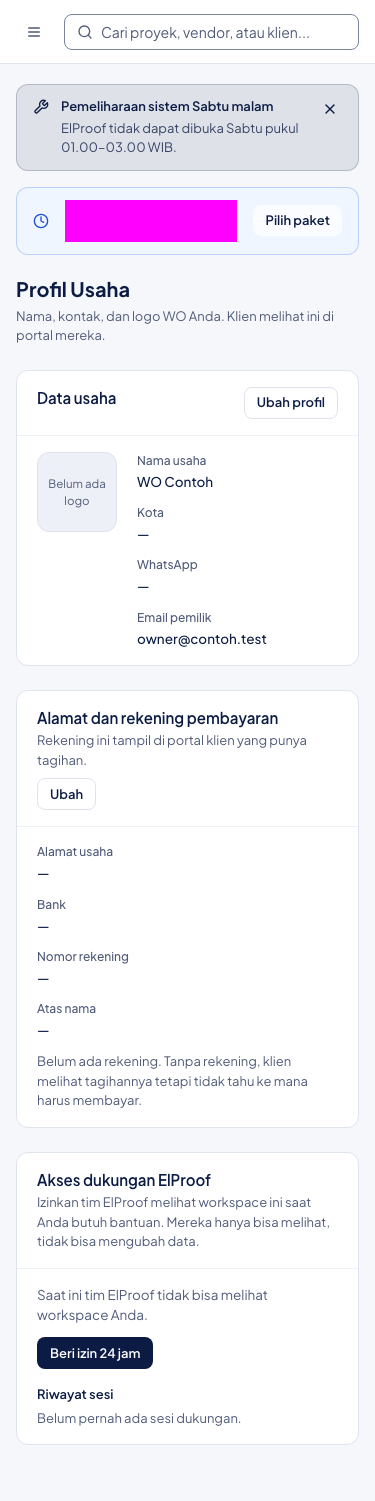 Cari proyek, vendor, atau klien...
Pemeliharaan sistem Sabtu malam
ElProof tidak dapat dibuka Sabtu pukul
01.00–03.00 WIB.
Pilih paket
Profil Usaha
Nama, kontak, dan logo WO Anda. Klien melihat ini di
portal mereka.
Data usaha
Ubah profil
Belum ada
logo
Nama usaha
WO Contoh
Kota
—
WhatsApp
—
Email pemilik
owner@contoh.test
Alamat dan rekening pembayaran
Rekening ini tampil di portal klien yang punya
tagihan.
Ubah
Alamat usaha
—
Bank
—
Nomor rekening
—
Atas nama
—
Belum ada rekening. Tanpa rekening, klien
melihat tagihannya tetapi tidak tahu ke mana
harus membayar.
Akses dukungan ElProof
Izinkan tim ElProof melihat workspace ini saat
Anda butuh bantuan. Mereka hanya bisa melihat,
tidak bisa mengubah data.
Saat ini tim ElProof tidak bisa melihat
workspace Anda.
Beri izin 24 jam
Riwayat sesi
Belum pernah ada sesi dukungan.